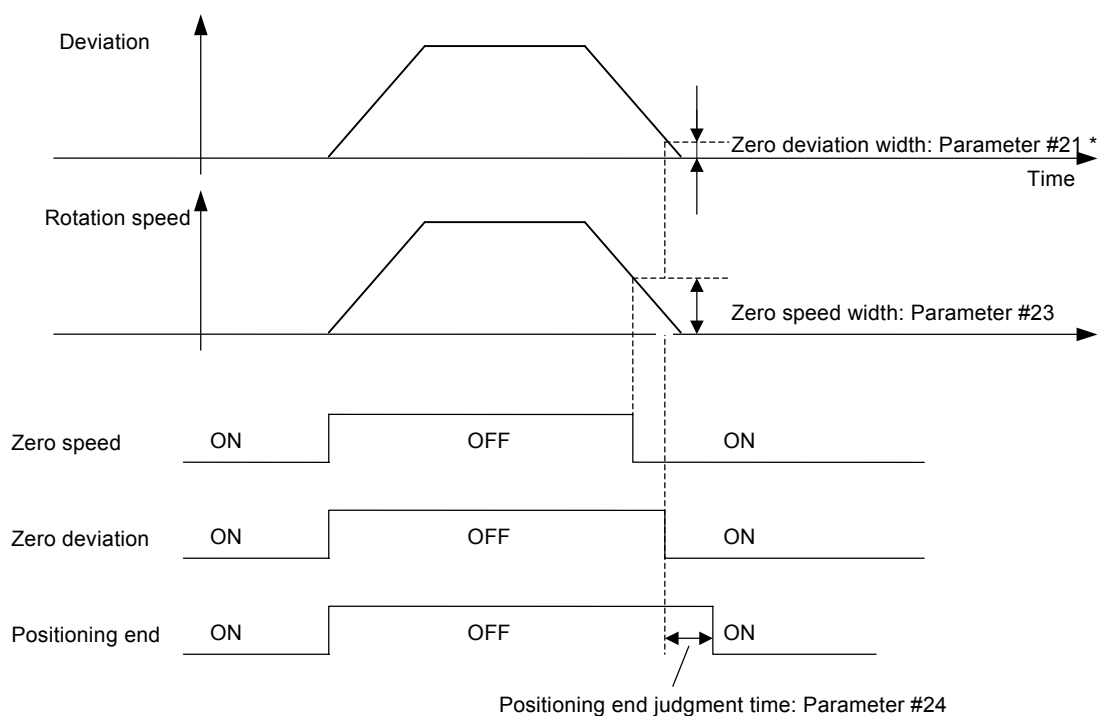 Deviation
Zero deviation width: Parameter #21 *
Time
Rotation speed
Zero speed width: Parameter #23
Zero speed ON OFF ON
Zero deviation ON OFF ON
Positioning end ON OFF ON
Positioning end judgment time: Parameter #24